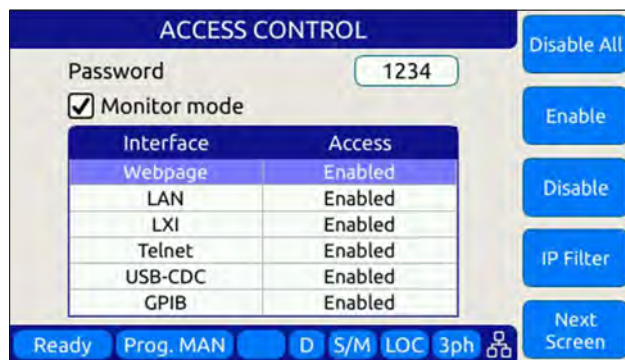 ACCESS CONTROL
Password 1234
Monitor mode
Interface Access
Webpage Enabled
LAN Enabled
LXI Enabled
Telnet Enabled
USB-CDC Enabled
GPIB Enabled
Disable All
Enable
Disable
IP Filter
Next
Screen
Ready Prog. MAN D S/M LOC 3ph